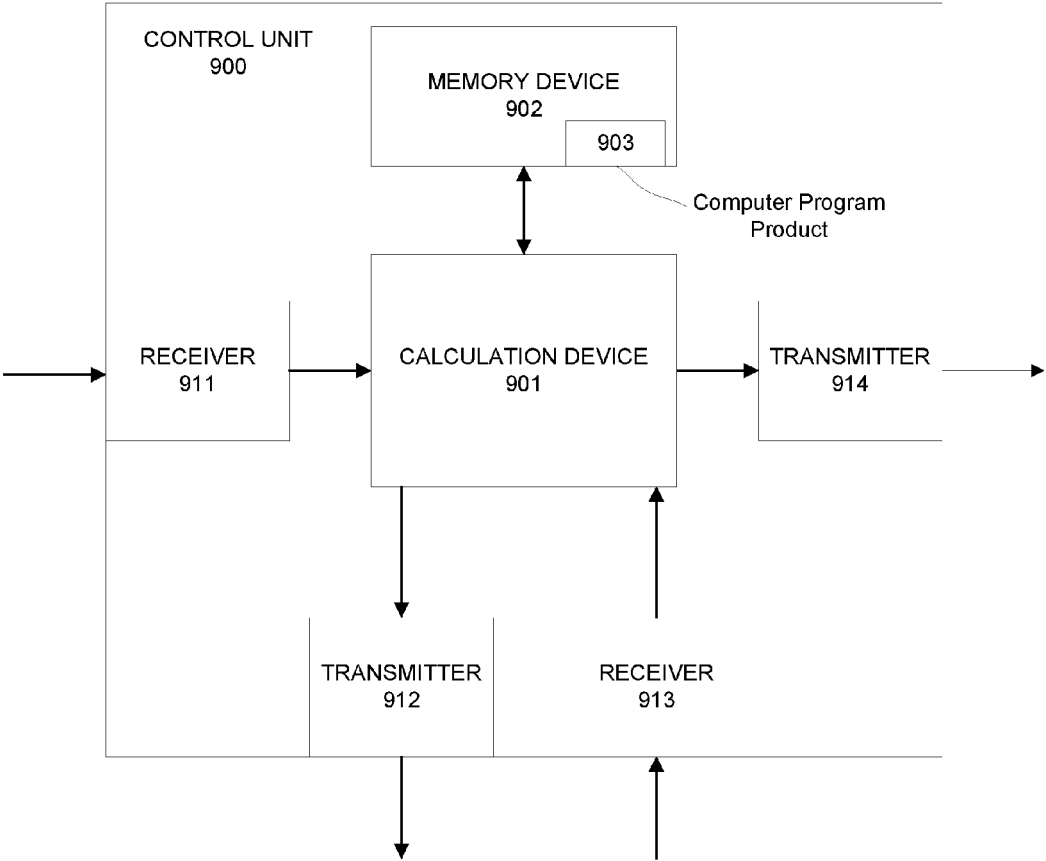 CONTROL UNIT
900
MEMORY DEVICE
902
903
Computer Program
Product
RECEIVER
911
CALCULATION DEVICE
901
TRANSMITTER
914
TRANSMITTER
912
RECEIVER
913